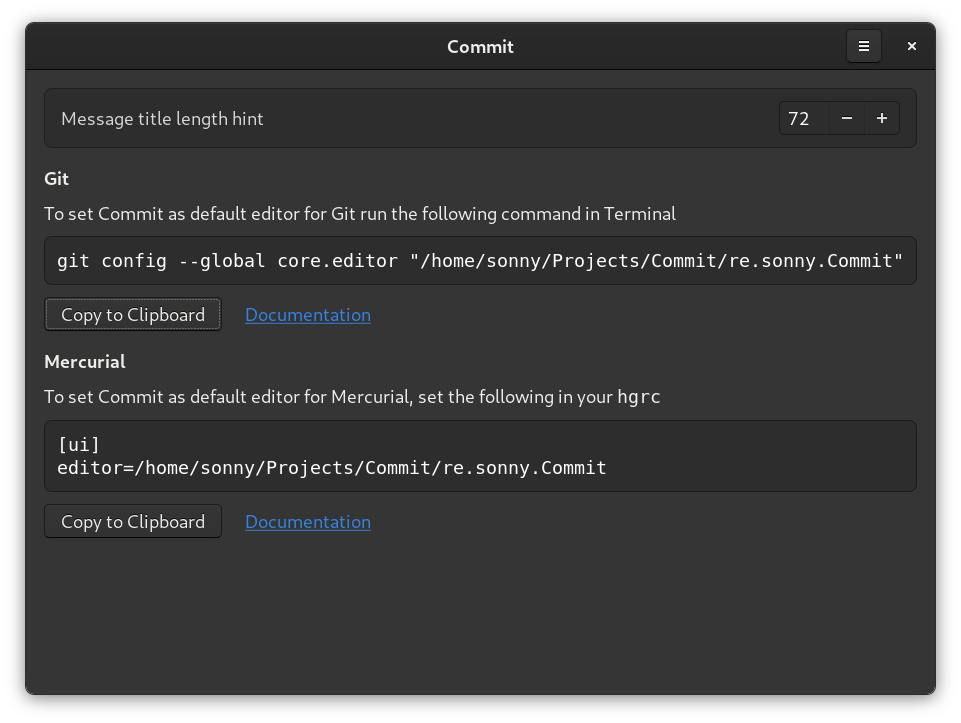 Commit
Message title length hint
72
Git
To set Commit as default editor for Git run the following command in Terminal
git config --global core.editor "/home/sonny/Projects/Commit/re.sonny.Commit"
Copy to Clipboard Documentation
Mercurial
To set Commit as default editor for Mercurial, set the following in your hgrc
[ui]
editor=/home/sonny/Projects/Commit/re.sonny.Commit
Copy to Clipboard Documentation